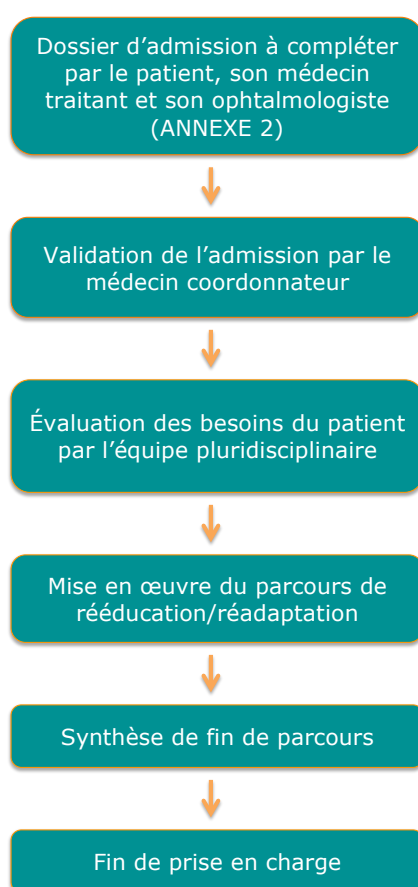 Dossier d’admission à compléter
par le patient, son médecin
traitant et son ophtalmologiste
(ANNEXE 2)
Validation de l’admission par le
médecin coordonnateur
Évaluation des besoins du patient
par l’équipe pluridisciplinaire
Mise en œuvre du parcours de
rééducation/réadaptation
Synthèse de fin de parcours
Fin de prise en charge